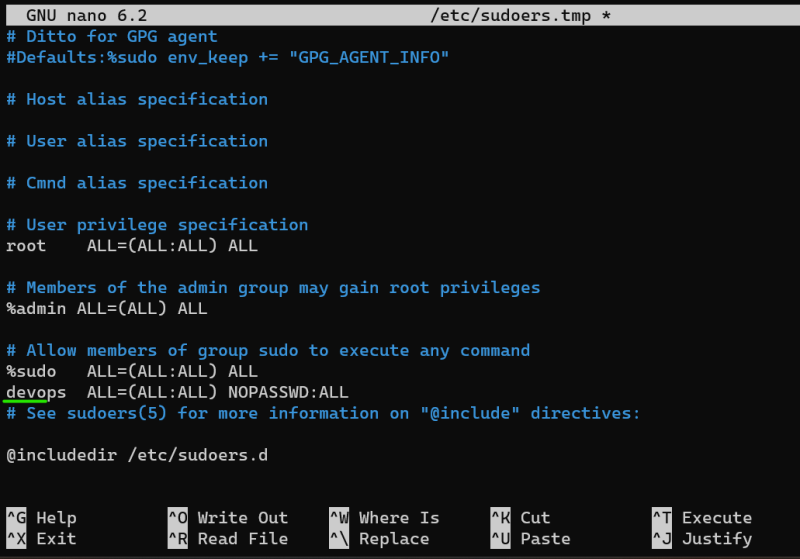 GNU nano 6.2 /etc/sudoers.tmp *
# Ditto for GPG agent
#Defaults:%sudo env_keep += "GPG_AGENT_INFO"
# Host alias specification
# User alias specification
# Cmnd alias specification
# User privilege specification
root    ALL=(ALL:ALL) ALL
# Members of the admin group may gain root privileges
%admin ALL=(ALL) ALL
# Allow members of group sudo to execute any command
%sudo   ALL=(ALL:ALL) ALL
devops  ALL=(ALL:ALL) NOPASSWD:ALL
# See sudoers(5) for more information on "@include" directives:
@includedir /etc/sudoers.d
^G Help ^O Write Out ^W Where Is ^K Cut ^T Execute
^X Exit ^R Read File ^\ Replace ^U Paste ^J Justify